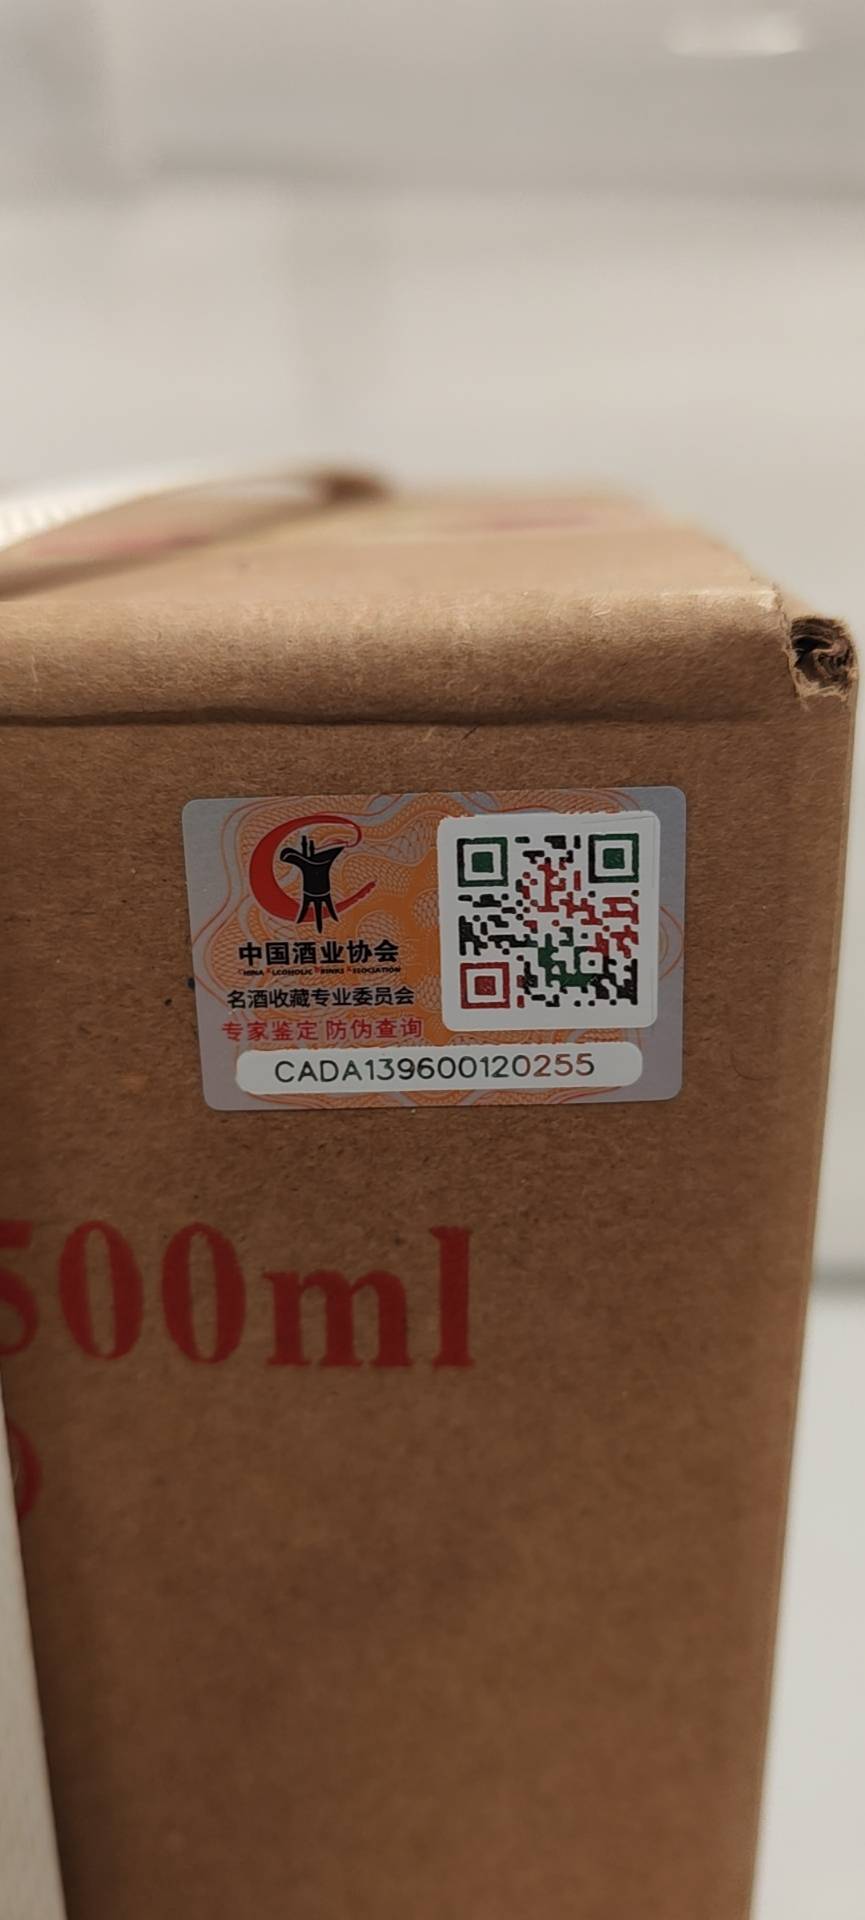 中国酒业协会
CHINA ALCOHOLIC DRINKS ASSOCIATION
名酒收藏专业委员会
专家鉴定 防伪查询
CADA139600120255
500ml